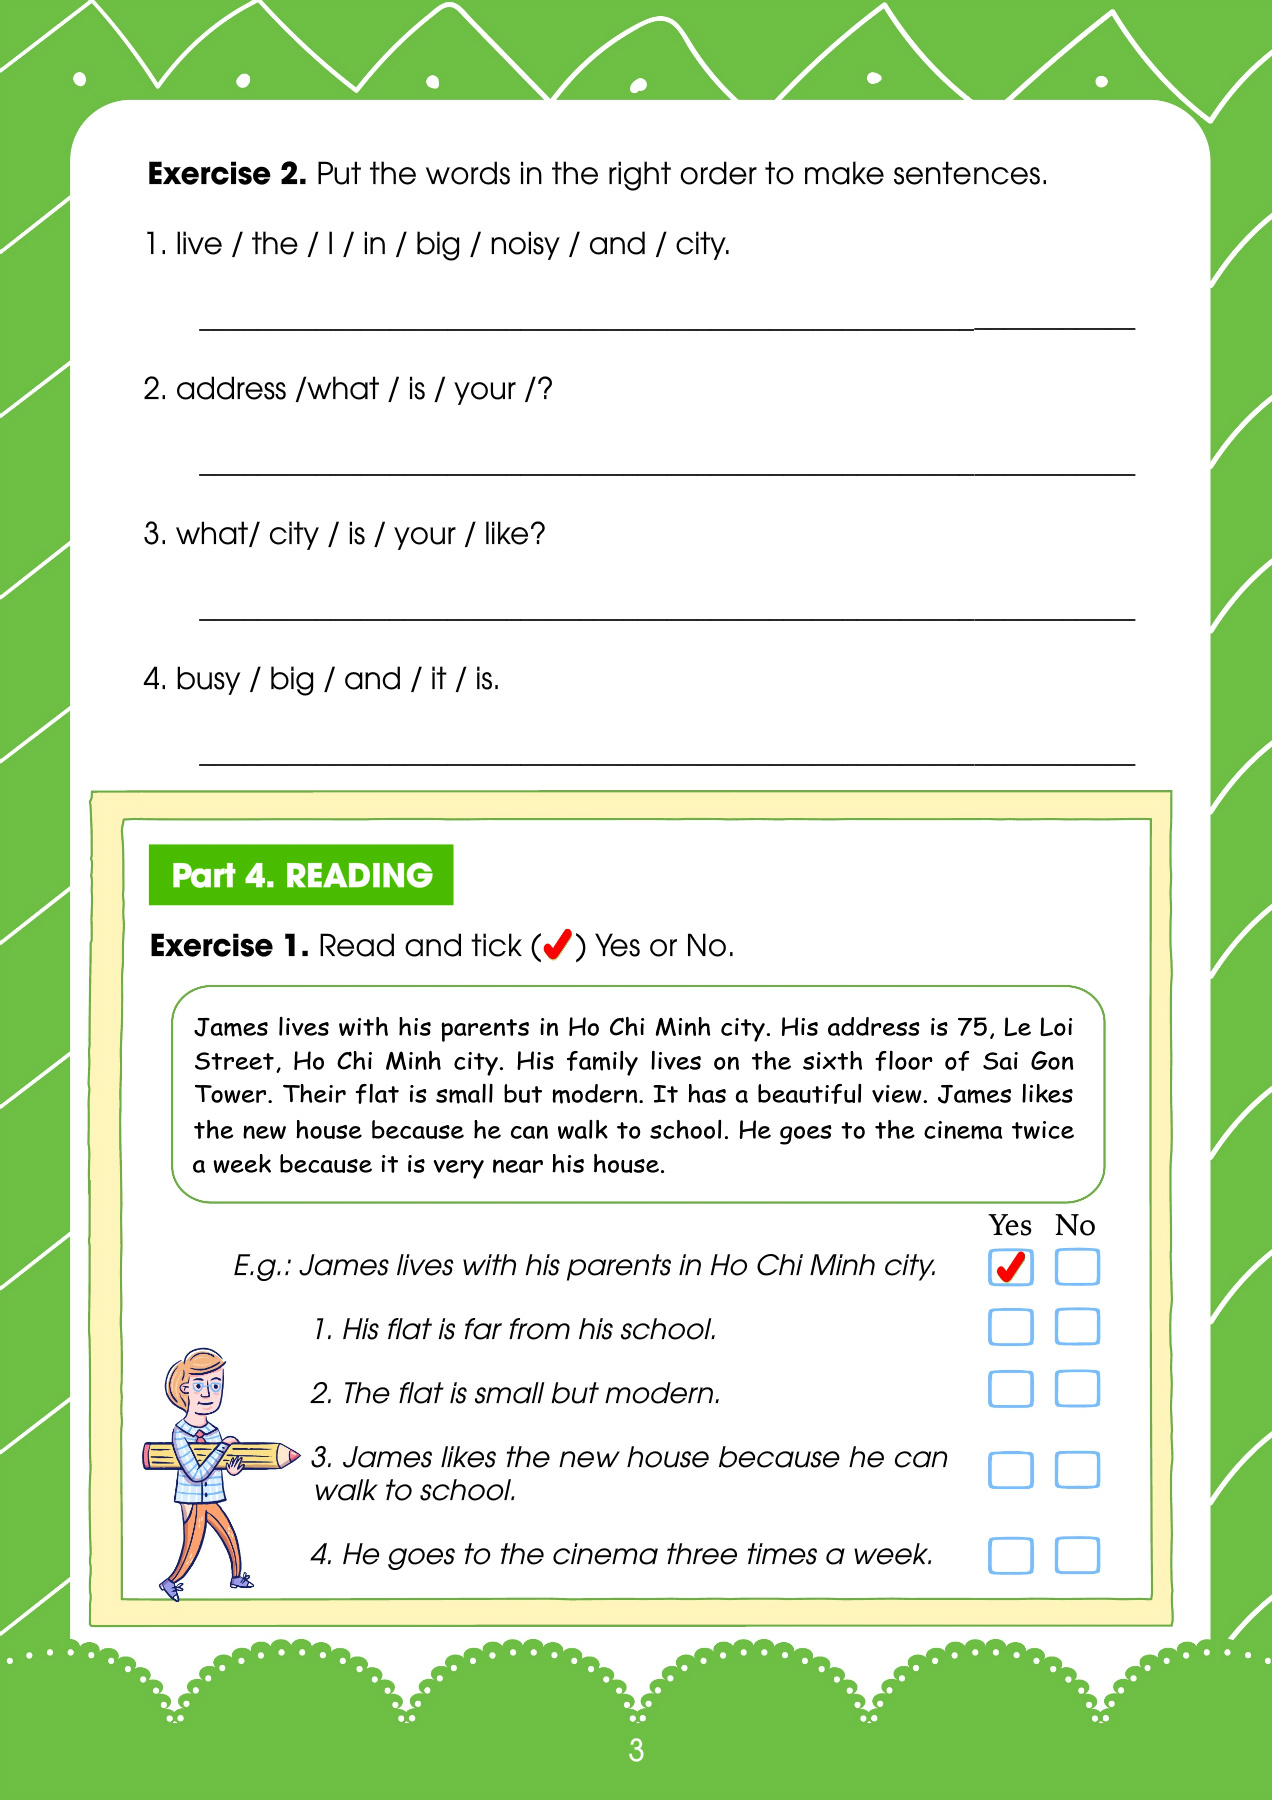 Exercise 2. Put the words in the right order to make sentences.
1. live / the / I / in / big / noisy / and / city.
2. address /what / is / your /?
3. what/ city / is / your / like?
4. busy / big / and / it / is.
Part 4. READING
Exercise 1. Read and tick (✓) Yes or No.
James lives with his parents in Ho Chi Minh city. His address is 75, Le Loi
Street, Ho Chi Minh city. His family lives on the sixth floor of Sai Gon
Tower. Their flat is small but modern. It has a beautiful view. James likes
the new house because he can walk to school. He goes to the cinema twice
a week because it is very near his house.
Yes No
E.g.: James lives with his parents in Ho Chi Minh city.
1. His flat is far from his school.
2. The flat is small but modern.
3. James likes the new house because he can
walk to school.
4. He goes to the cinema three times a week.
3